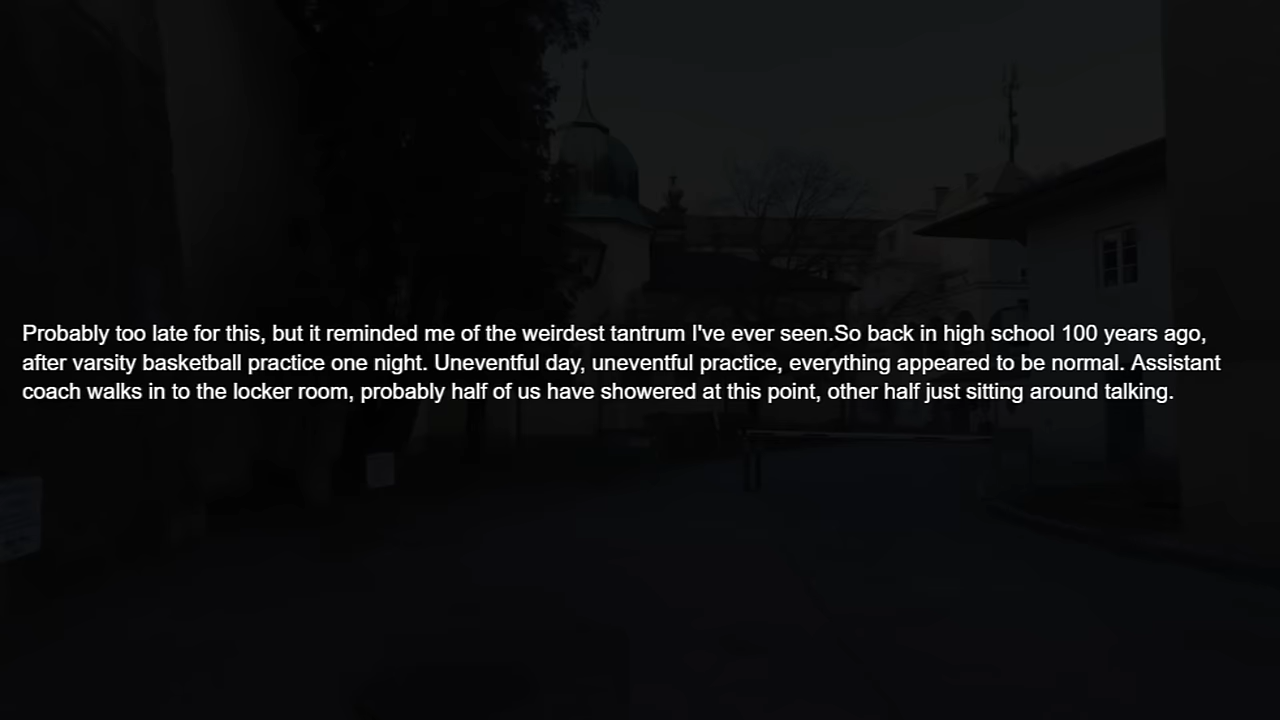 Probably too late for this, but it reminded me of the weirdest tantrum I've ever seen.So back in high school 100 years ago,
after varsity basketball practice one night. Uneventful day, uneventful practice, everything appeared to be normal. Assistant
coach walks in to the locker room, probably half of us have showered at this point, other half just sitting around talking.